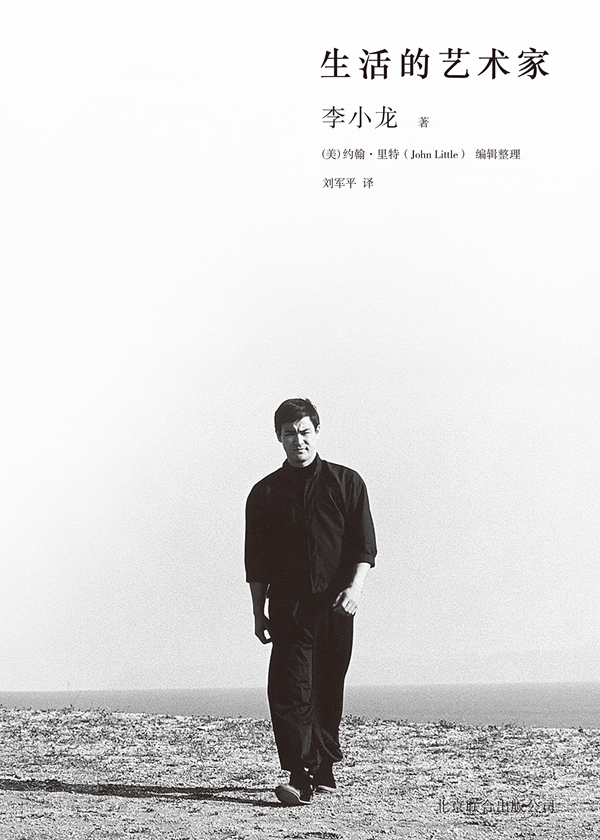 生活的艺术家
李小龙 著
(美)约翰·里特（John Little） 编辑整理
刘军平 译
北京联合出版公司